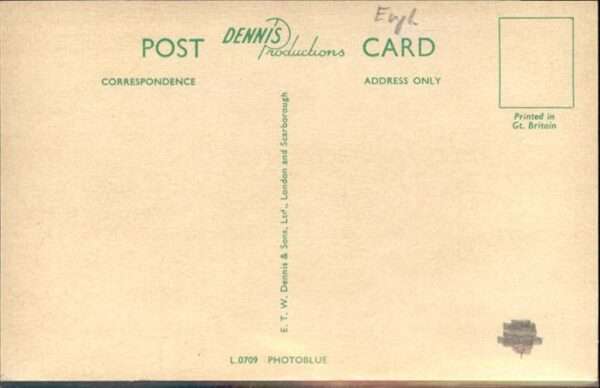 Engl
POST DENNIS Productions CARD
CORRESPONDENCE ADDRESS ONLY
Printed in
Gt. Britain
E. T. W. Dennis & Sons, Ltd., London and Scarborough
L.0709 PHOTOBLUE